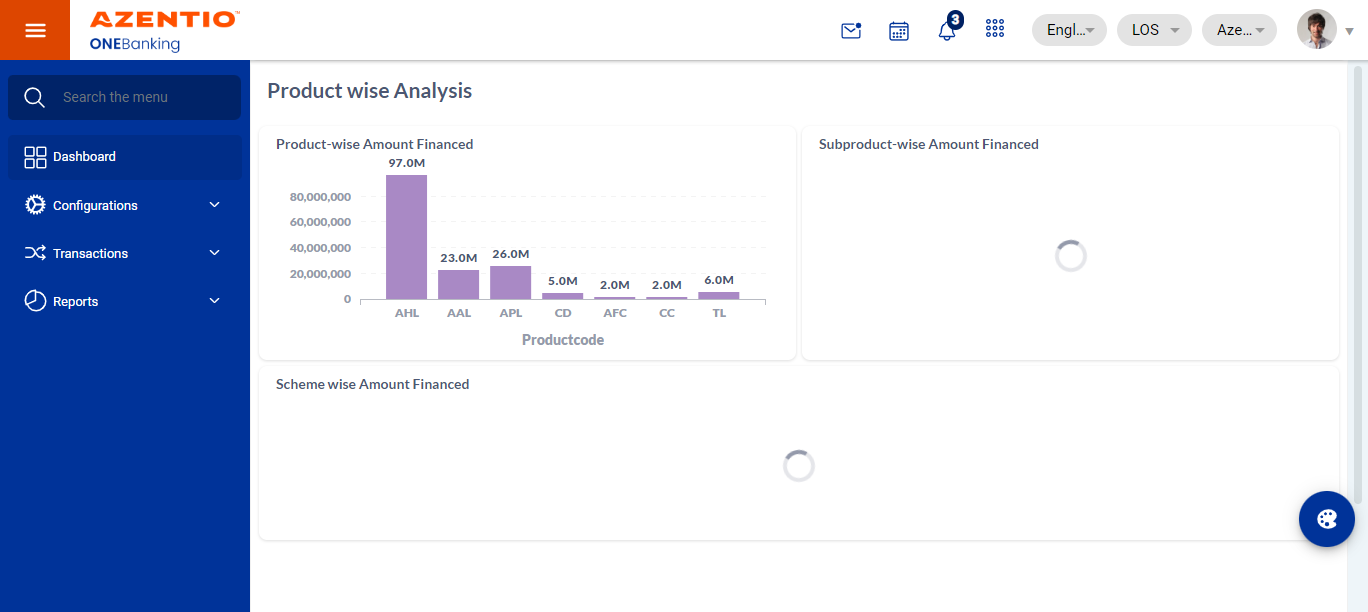 AZENTIO™
ONEBanking
3
Engl...
LOS
Aze...
Search the menu
Dashboard
Configurations
Transactions
Reports
Product wise Analysis
Product-wise Amount Financed
97.0M
80,000,000
60,000,000
40,000,000
20,000,000
0
23.0M
26.0M
5.0M
2.0M
2.0M
6.0M
AHL AAL APL CD AFC CC TL
Productcode
Subproduct-wise Amount Financed
Scheme wise Amount Financed